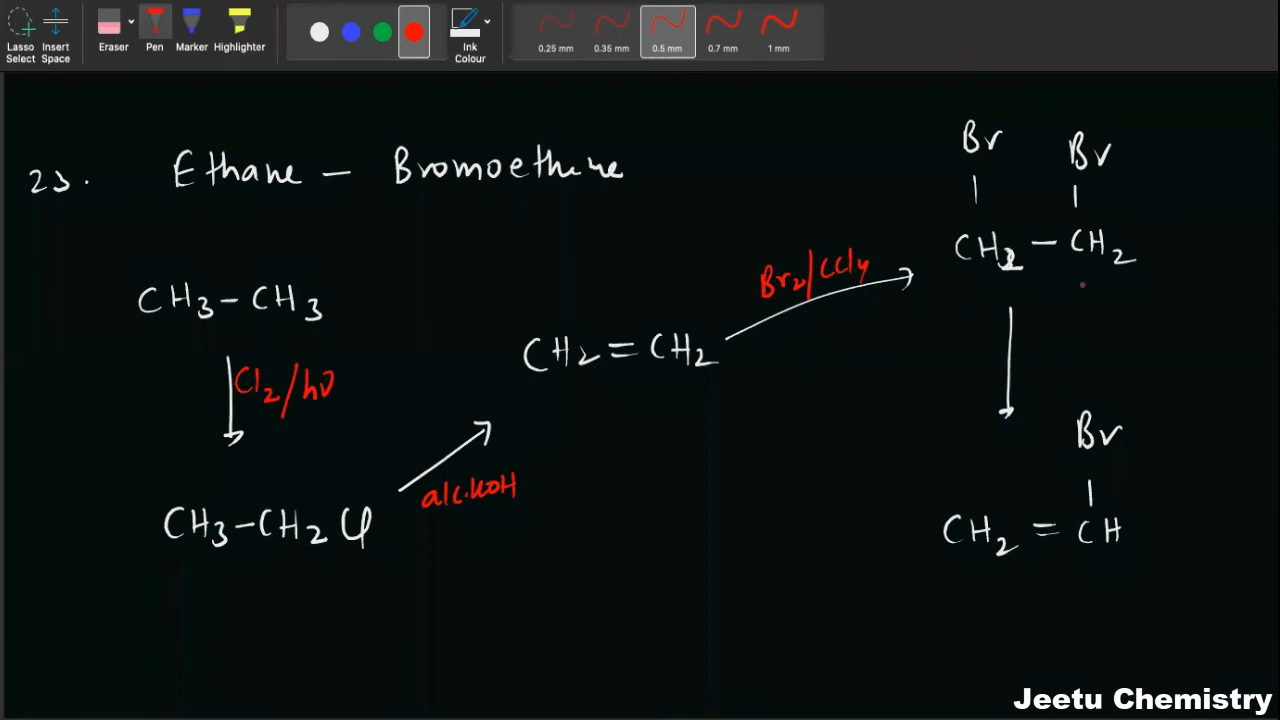 Lasso Select
Insert Space
Eraser
Pen
Marker
Highlighter
Ink Colour
0.25 mm
0.35 mm
0.5 mm
0.7 mm
1 mm
23. Ethane – Bromoethene
CH3–CH3
Cl2/hν
CH3–CH2Cl
alc.KOH
CH2=CH2
Br2/CCl4
Br Br
CH2–CH2
Br
CH2=CH
Jeetu Chemistry